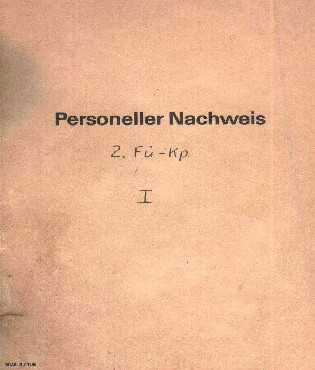 Personeller Nachweis
2. Fü-Kp
I